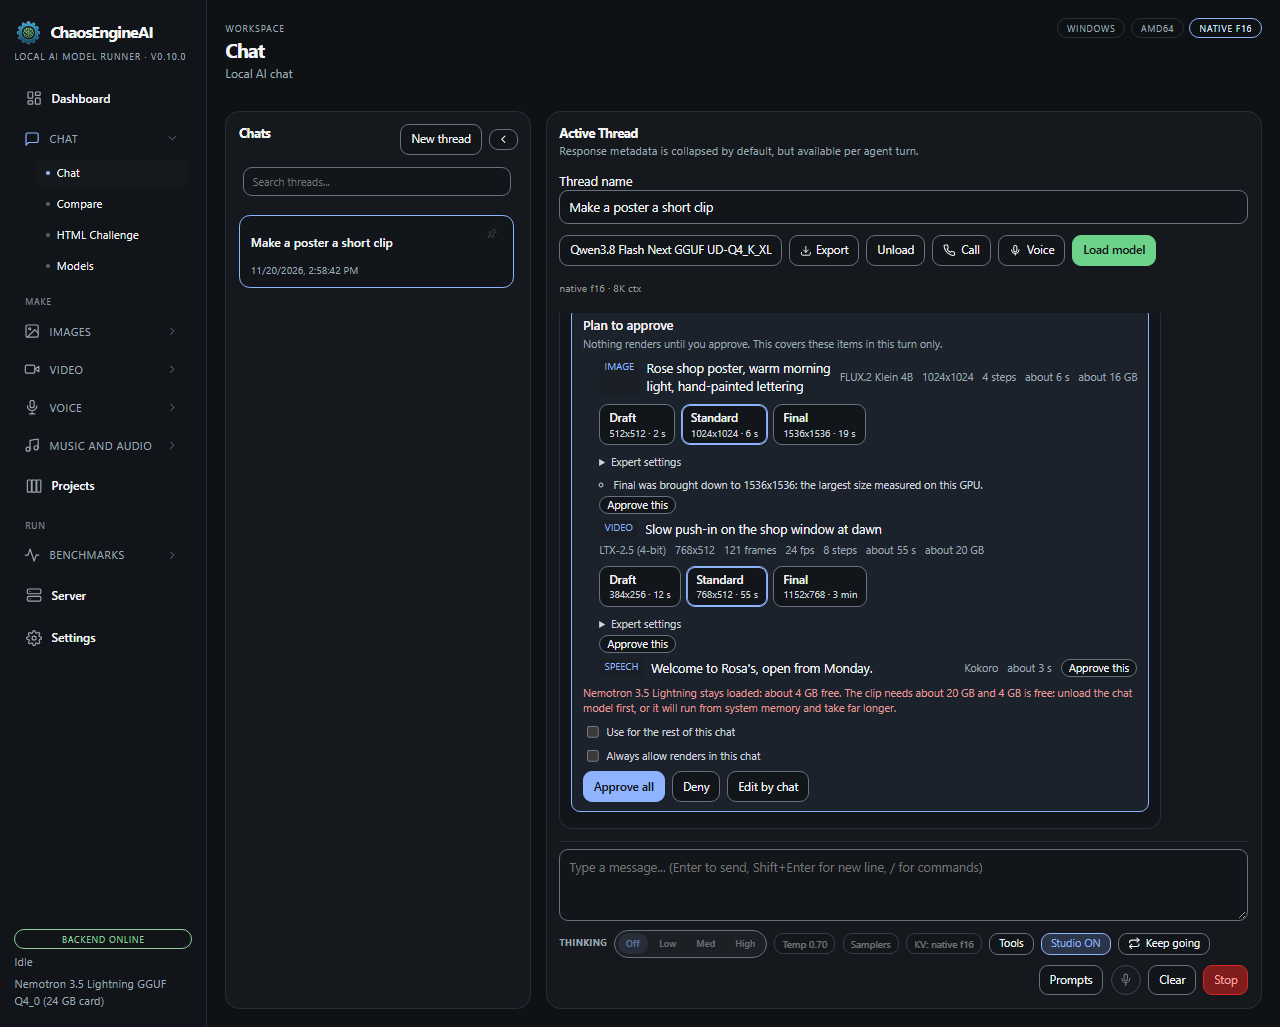 ChaosEngineAI
LOCAL AI MODEL RUNNER · V0.10.0
Dashboard
CHAT
Chat
Compare
HTML Challenge
Models
MAKE
IMAGES
VIDEO
VOICE
MUSIC AND AUDIO
Projects
RUN
BENCHMARKS
Server
Settings
BACKEND ONLINE
Idle
Nemotron 3.5 Lightning GGUF
Q4_0 (24 GB card)
WORKSPACE
Chat
Local AI chat
WINDOWS
AMD64
NATIVE F16
Chats
New thread
Search threads...
Make a poster a short clip
11/20/2026, 2:58:42 PM
Active Thread
Response metadata is collapsed by default, but available per agent turn.
Thread name
Make a poster a short clip
Qwen3.8 Flash Next GGUF UD-Q4_K_XL
Export
Unload
Call
Voice
Load model
native f16 · 8K ctx
Plan to approve
Nothing renders until you approve. This covers these items in this turn only.
IMAGE
Rose shop poster, warm morning
light, hand-painted lettering
FLUX.2 Klein 4B 1024x1024 4 steps about 6 s about 16 GB
Draft
512x512 · 2 s
Standard
1024x1024 · 6 s
Final
1536x1536 · 19 s
Expert settings
Final was brought down to 1536x1536: the largest size measured on this GPU.
Approve this
VIDEO
Slow push-in on the shop window at dawn
LTX-2.5 (4-bit) 768x512 121 frames 24 fps 8 steps about 55 s about 20 GB
Draft
384x256 · 12 s
Standard
768x512 · 55 s
Final
1152x768 · 3 min
Expert settings
Approve this
SPEECH
Welcome to Rosa's, open from Monday.
Kokoro about 3 s
Approve this
Nemotron 3.5 Lightning stays loaded: about 4 GB free. The clip needs about 20 GB and 4 GB is free: unload the chat
model first, or it will run from system memory and take far longer.
Use for the rest of this chat
Always allow renders in this chat
Approve all
Deny
Edit by chat
Type a message... (Enter to send, Shift+Enter for new line, / for commands)
THINKING
Off
Low
Med
High
Temp 0.70
Samplers
KV: native f16
Tools
Studio ON
Keep going
Prompts
Clear
Stop